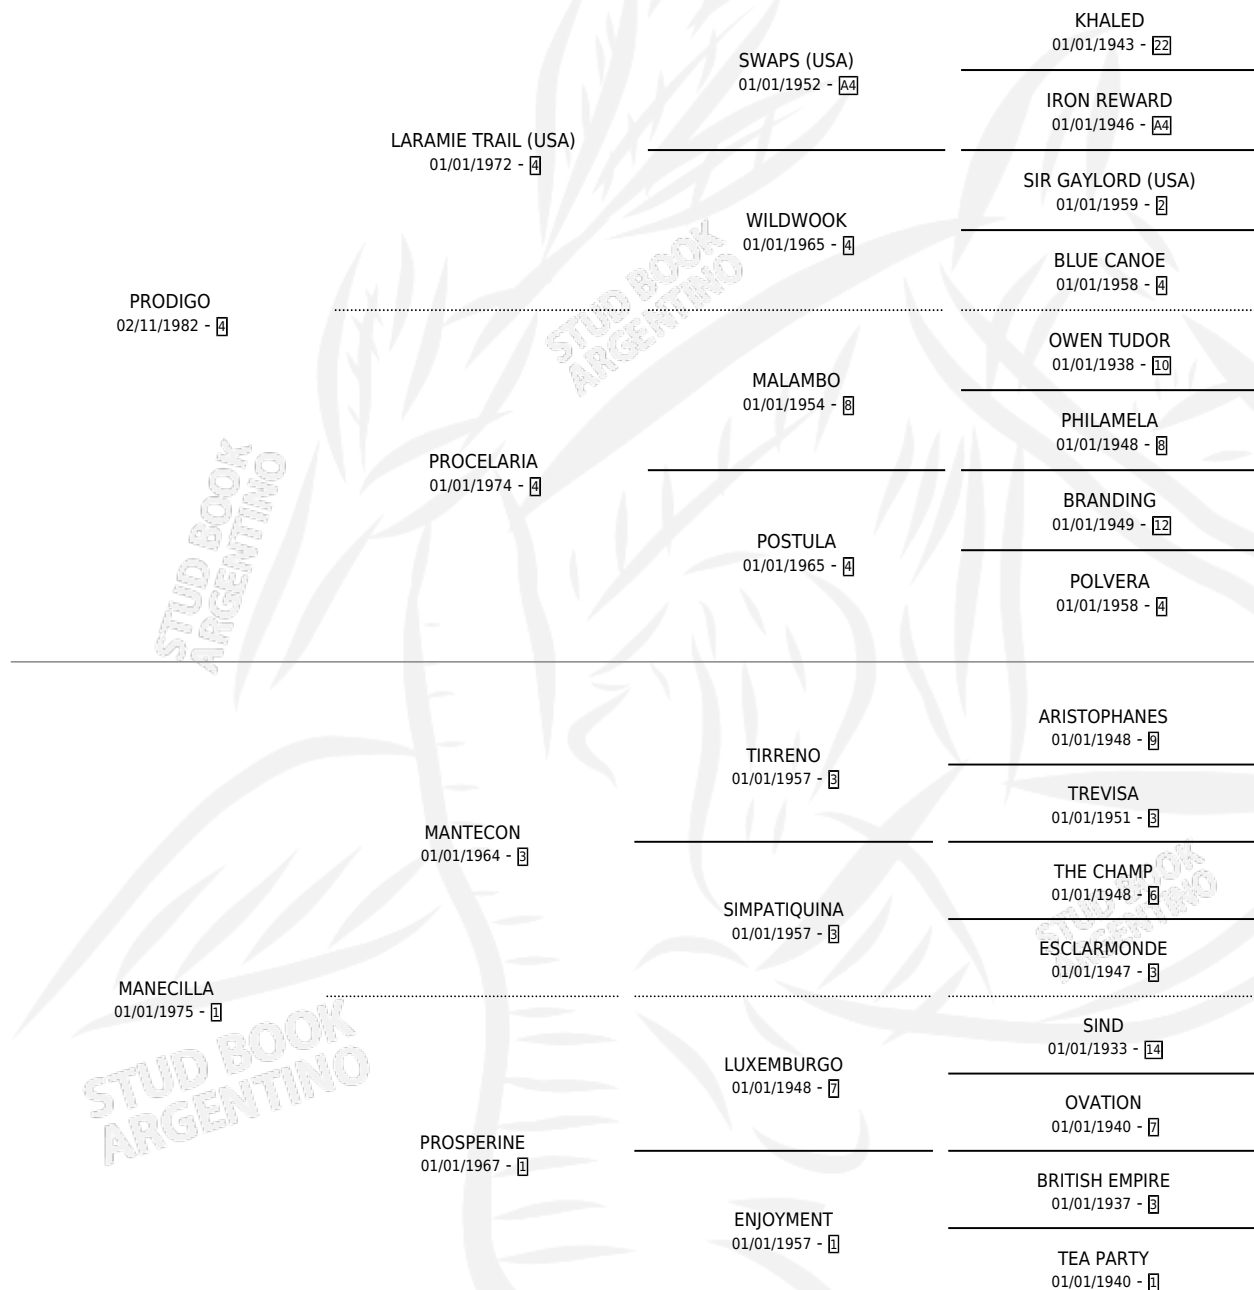 KHALED
01/01/1943 - 22
SWAPS (USA)
01/01/1952 - A4
IRON REWARD
01/01/1946 - A4
LARAMIE TRAIL (USA)
01/01/1972 - 4
SIR GAYLORD (USA)
01/01/1959 - 2
WILDWOOK
01/01/1965 - 4
BLUE CANOE
01/01/1958 - 4
PRODIGO
02/11/1982 - 4
OWEN TUDOR
01/01/1938 - 10
MALAMBO
01/01/1954 - 8
PHILAMELA
01/01/1948 - 8
PROCELARIA
01/01/1974 - 4
BRANDING
01/01/1949 - 12
POSTULA
01/01/1965 - 4
POLVERA
01/01/1958 - 4
ARISTOPHANES
01/01/1948 - 9
TIRRENO
01/01/1957 - 3
TREVISA
01/01/1951 - 3
MANTECON
01/01/1964 - 3
THE CHAMP
01/01/1948 - 6
SIMPATIQUINA
01/01/1957 - 3
ESCLARMONDE
01/01/1947 - 3
MANECILLA
01/01/1975 - 1
SIND
01/01/1933 - 14
LUXEMBURGO
01/01/1948 - 7
OVATION
01/01/1940 - 7
PROSPERINE
01/01/1967 - 1
BRITISH EMPIRE
01/01/1937 - 3
ENJOYMENT
01/01/1957 - 1
TEA PARTY
01/01/1940 - 1
STUD BOOK
ARGENTINO
STUD BOOK
ARGENTINO
STUD BOOK
ARGENTINO
STUD BOOK
ARGENTINO